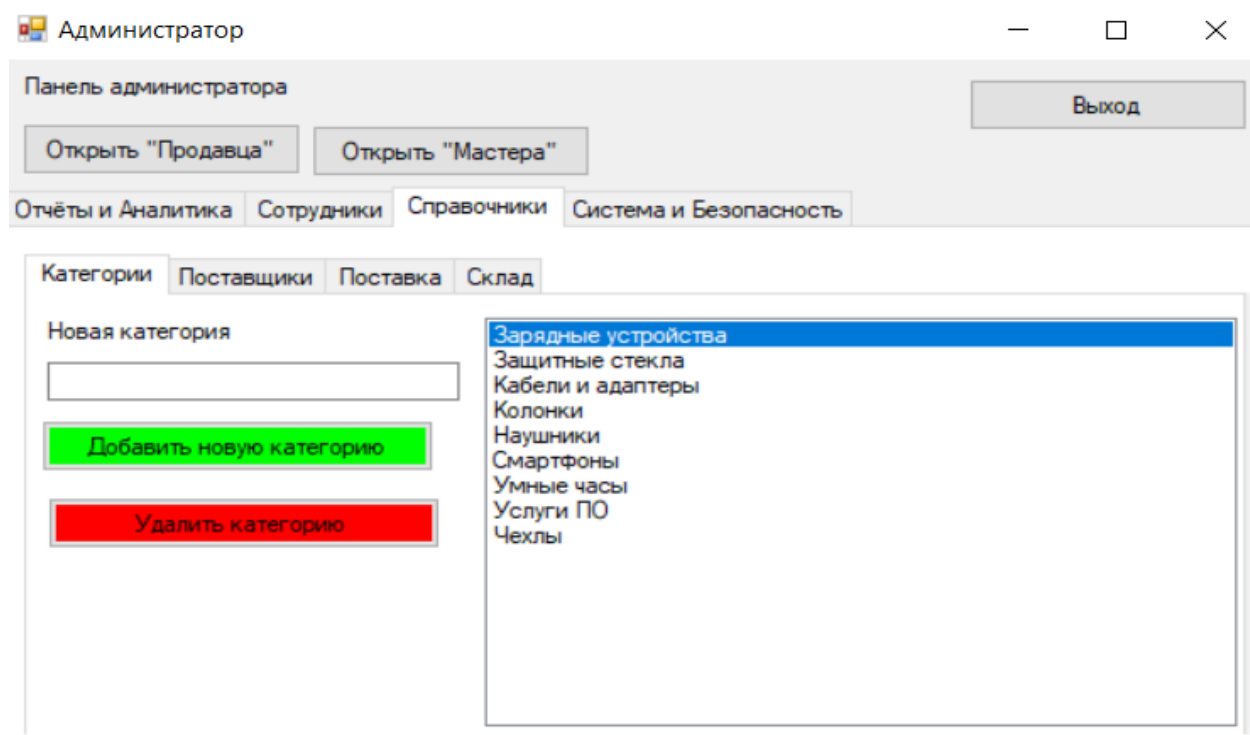 Администратор
Панель администратора
Выход
Открыть "Продавца" Открыть "Мастера"
Отчёты и Аналитика Сотрудники Справочники Система и Безопасность
Категории Поставщики Поставка Склад
Новая категория
Добавить новую категорию
Удалить категорию
Зарядные устройства
Защитные стекла
Кабели и адаптеры
Колонки
Наушники
Смартфоны
Умные часы
Услуги ПО
Чехлы